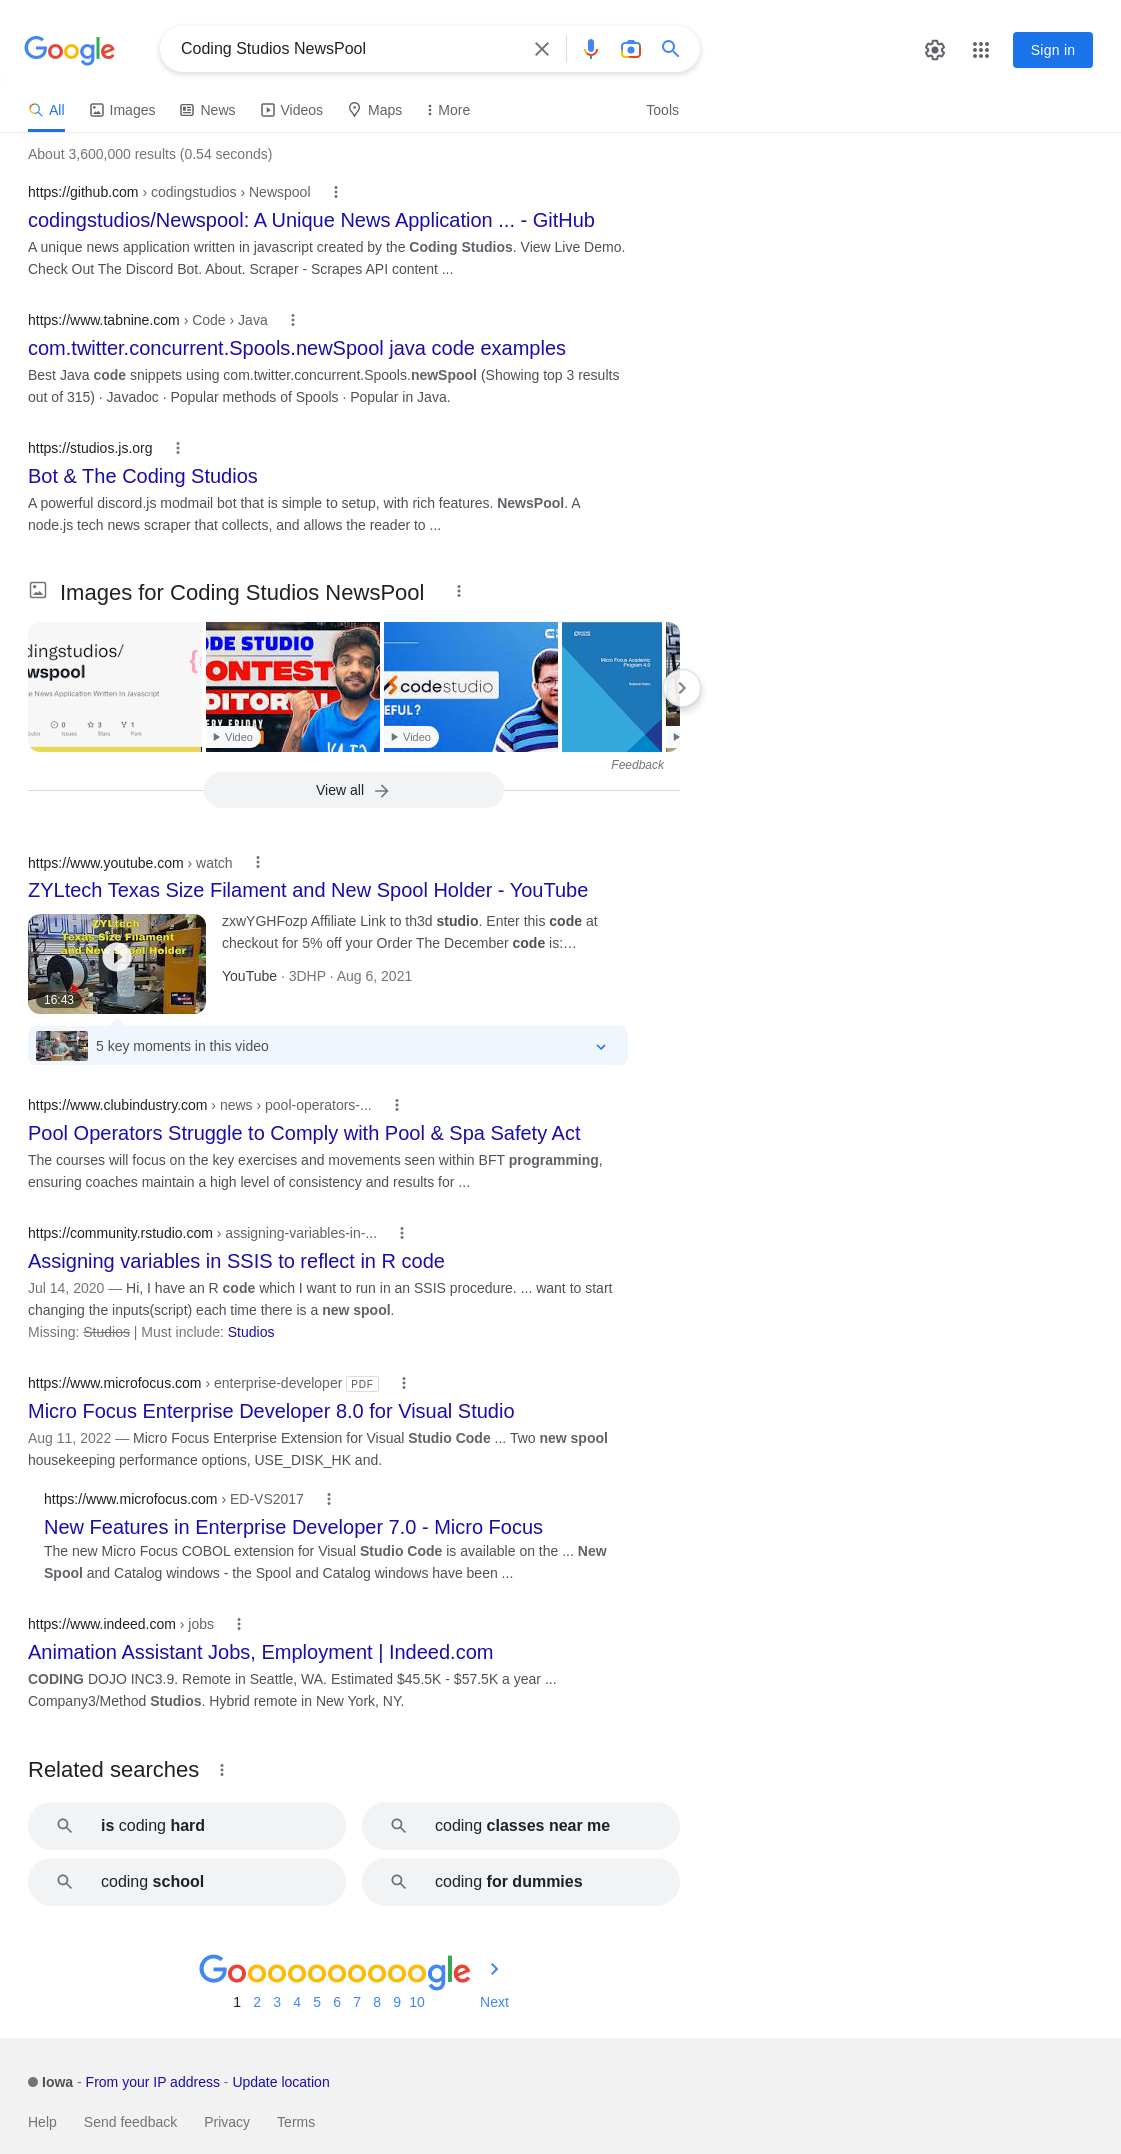 Google
Coding Studios NewsPool
Sign in
All
Images
News
Videos
Maps
More
Tools
About 3,600,000 results (0.54 seconds)
https://github.com › codingstudios › Newspool
codingstudios/Newspool: A Unique News Application ... - GitHub
A unique news application written in javascript created by the Coding Studios. View Live Demo.
Check Out The Discord Bot. About. Scraper - Scrapes API content ...
https://www.tabnine.com › Code › Java
com.twitter.concurrent.Spools.newSpool java code examples
Best Java code snippets using com.twitter.concurrent.Spools.newSpool (Showing top 3 results
out of 315) · Javadoc · Popular methods of Spools · Popular in Java.
https://studios.js.org
Bot & The Coding Studios
A powerful discord.js modmail bot that is simple to setup, with rich features. NewsPool. A
node.js tech news scraper that collects, and allows the reader to ...
Images for Coding Studios NewsPool
dingstudios/
wspool
e News Application Written In Javascript
0
3
1
Issues
Stars
Fork
ODE STUDIO
ONTEST
DITORIAL
ERY FRIDAY
Video
codestudio
EFUL?
Video
Micro Focus Academic
Program 4.0
Release Notes
Feedback
View all
https://www.youtube.com › watch
ZYLtech Texas Size Filament and New Spool Holder - YouTube
3DHP
ZYLtech
Texas Size Filament
and New Spool Holder
16:43
zxwYGHFozp Affiliate Link to th3d studio. Enter this code at
checkout for 5% off your Order The December code is:…
YouTube · 3DHP · Aug 6, 2021
5 key moments in this video
https://www.clubindustry.com › news › pool-operators-...
Pool Operators Struggle to Comply with Pool & Spa Safety Act
The courses will focus on the key exercises and movements seen within BFT programming,
ensuring coaches maintain a high level of consistency and results for ...
https://community.rstudio.com › assigning-variables-in-...
Assigning variables in SSIS to reflect in R code
Jul 14, 2020 — Hi, I have an R code which I want to run in an SSIS procedure. ... want to start
changing the inputs(script) each time there is a new spool.
Missing: Studios | Must include: Studios
https://www.microfocus.com › enterprise-developer PDF
Micro Focus Enterprise Developer 8.0 for Visual Studio
Aug 11, 2022 — Micro Focus Enterprise Extension for Visual Studio Code ... Two new spool
housekeeping performance options, USE_DISK_HK and.
https://www.microfocus.com › ED-VS2017
New Features in Enterprise Developer 7.0 - Micro Focus
The new Micro Focus COBOL extension for Visual Studio Code is available on the ... New
Spool and Catalog windows - the Spool and Catalog windows have been ...
https://www.indeed.com › jobs
Animation Assistant Jobs, Employment | Indeed.com
CODING DOJO INC3.9. Remote in Seattle, WA. Estimated $45.5K - $57.5K a year ...
Company3/Method Studios. Hybrid remote in New York, NY.
Related searches
is coding hard
coding classes near me
coding school
coding for dummies
Goooooooooogle
1 2 3 4 5 6 7 8 9 10 Next
Iowa - From your IP address - Update location
Help Send feedback Privacy Terms